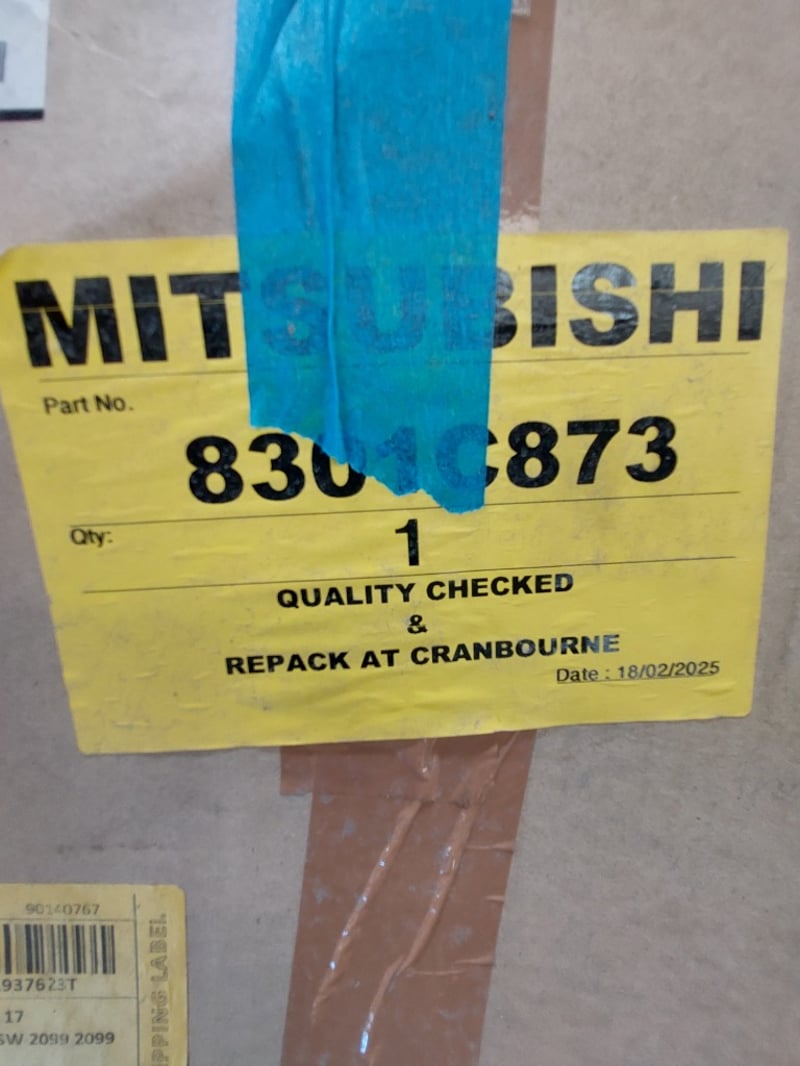 MITSUBISHI
Part No.
8301C873
Qty:
1
QUALITY CHECKED
&
REPACK AT CRANBOURNE
Date : 18/02/2025
90140767
937623T
17
SW 2099 2099
PPING LABEL